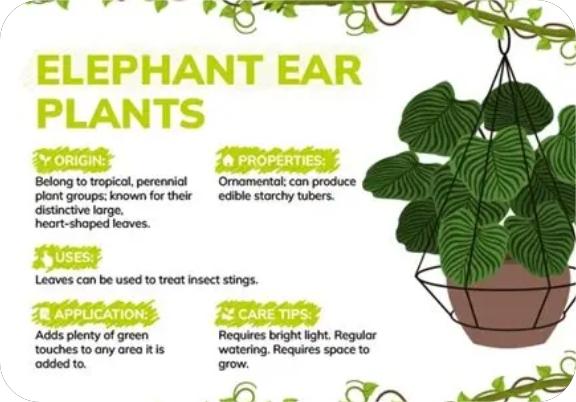 ELEPHANT EAR
PLANTS
ORIGIN:
Belong to tropical, perennial
plant groups; known for their
distinctive large,
heart-shaped leaves.
PROPERTIES:
Ornamental; can produce
edible starchy tubers.
USES:
Leaves can be used to treat insect stings.
APPLICATION:
Adds plenty of green
touches to any area it is
added to.
CARE TIPS:
Requires bright light. Regular
watering. Requires space to
grow.